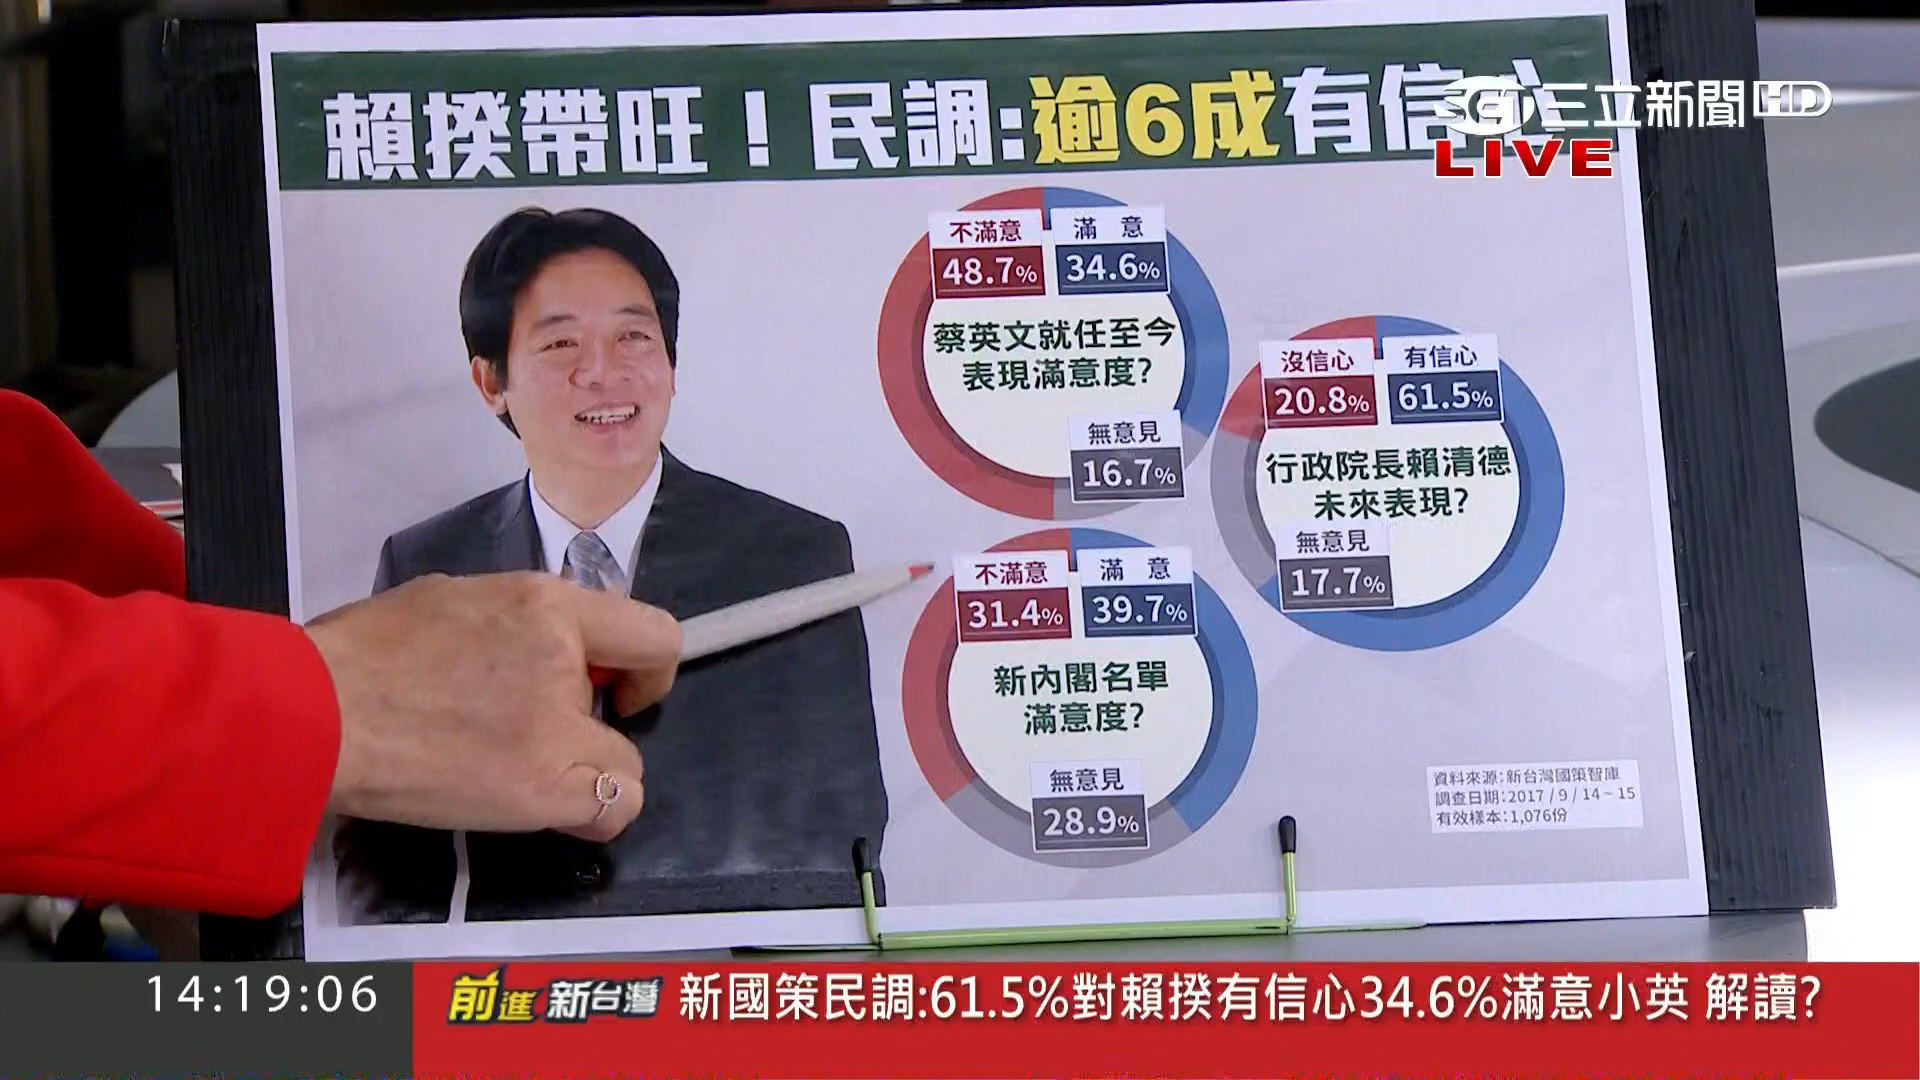 賴揆帶旺！民調:逾6成有信心
三立新聞HD
LIVE
不滿意
48.7%
滿 意
34.6%
蔡英文就任至今
表現滿意度?
無意見
16.7%
沒信心
20.8%
有信心
61.5%
行政院長賴清德
未來表現?
無意見
17.7%
不滿意
31.4%
滿 意
39.7%
新內閣名單
滿意度?
無意見
28.9%
資料來源:新台灣國策智庫
調查日期:2017/9/14~15
有效樣本:1,076份
14:19:06
前進新台灣
新國策民調:61.5%對賴揆有信心34.6%滿意小英 解讀?